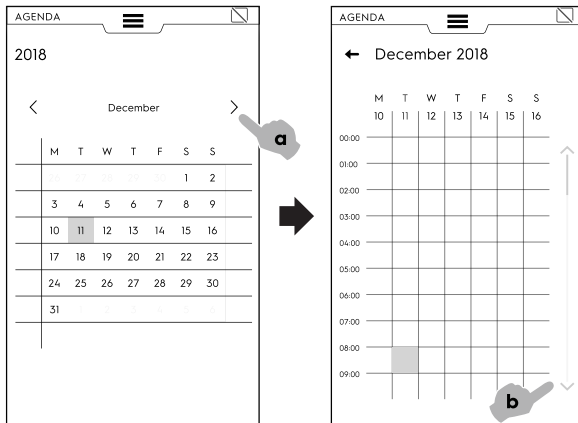 AGENDA
2018
December
a
M T W T F S S
26 27 28 29 30 1 2
3 4 5 6 7 8 9
10 11 12 13 14 15 16
17 18 19 20 21 22 23
24 25 26 27 28 29 30
31 1 2 3 4 5 6
AGENDA
December 2018
M T W T F S S
10 11 12 13 14 15 16
00:00
01:00
02:00
03:00
04:00
05:00
06:00
07:00
08:00
09:00
b